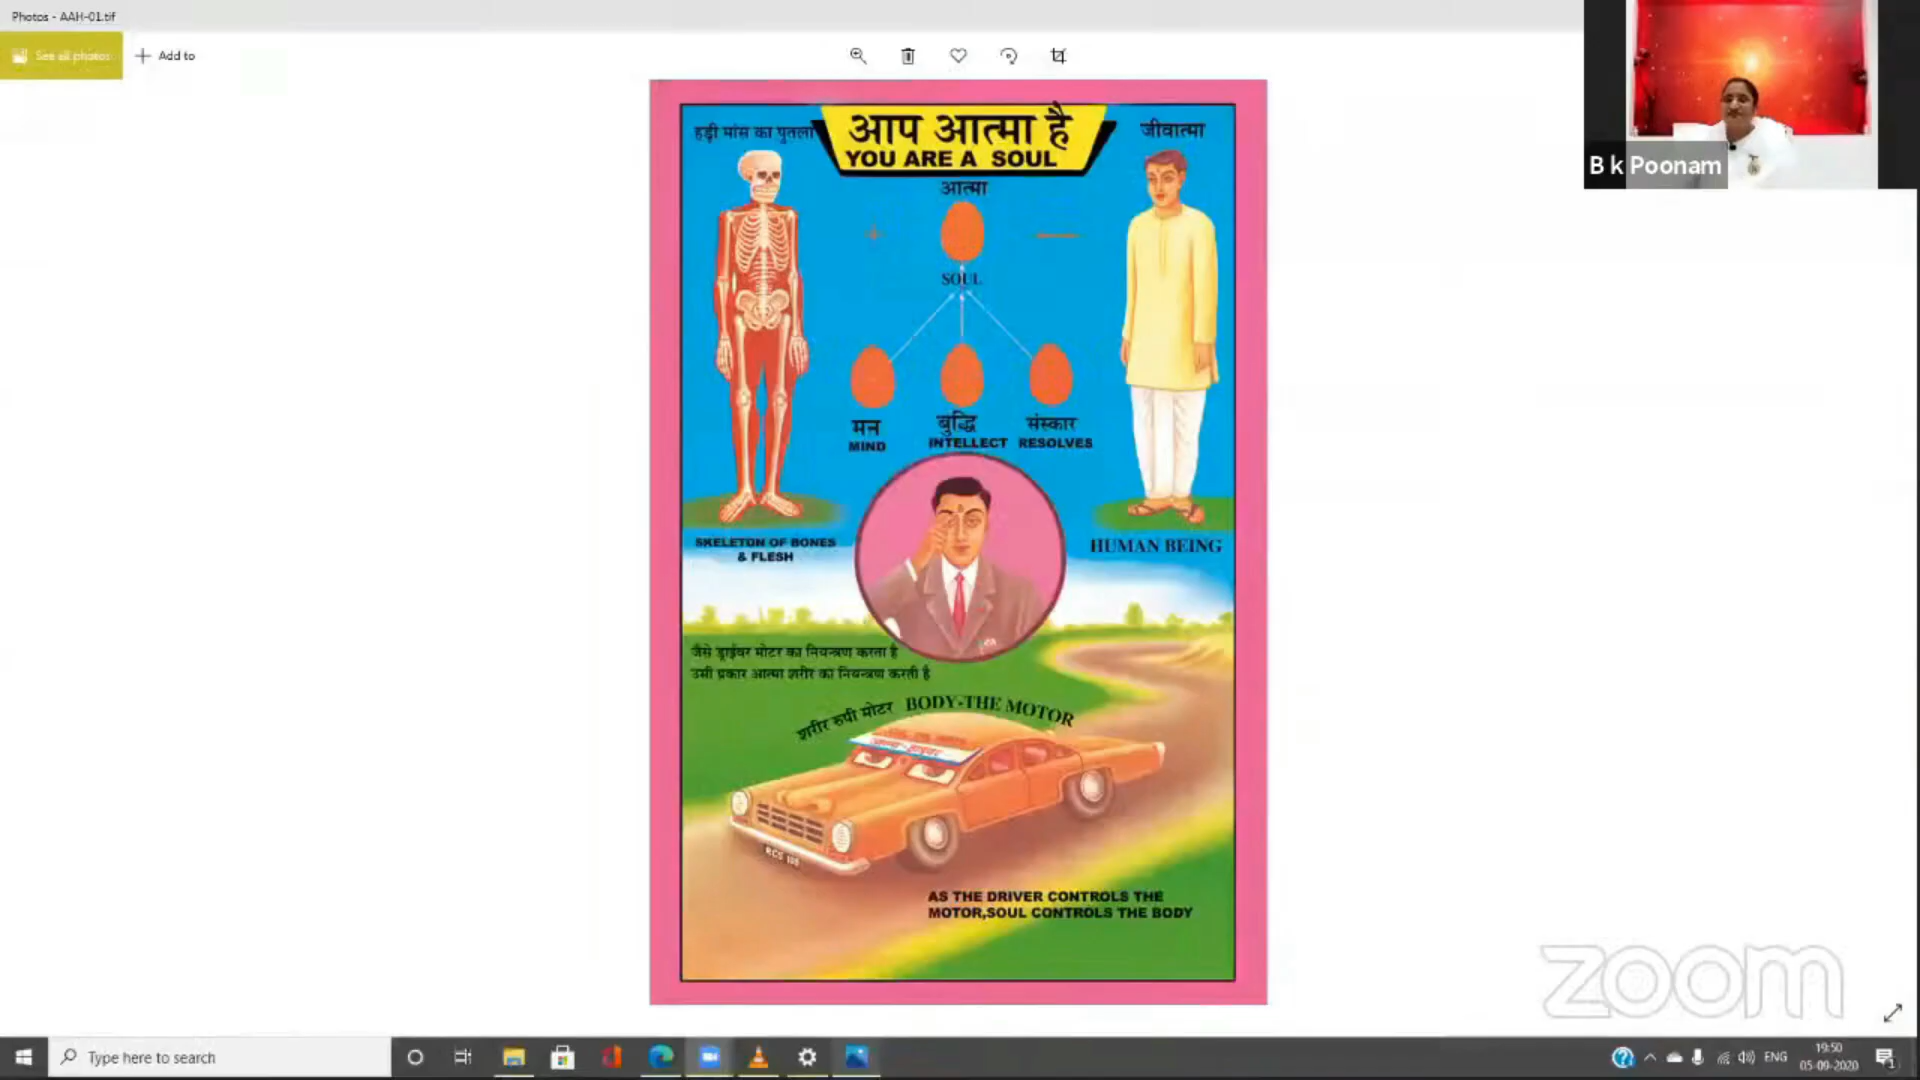 Photos - AAH-01.tif
See all photos
Add to
B k Poonam
हड्डी मांस का पुतला
आप आत्मा है
YOU ARE A SOUL
जीवात्मा
आत्मा
SOUL
मन
बुद्धि
संस्कार
MIND
INTELLECT
RESOLVES
SKELETON OF BONES
& FLESH
HUMAN BEING
जैसे ड्राईवर मोटर का नियन्त्रण करता है
उसी प्रकार आत्मा शरीर का नियन्त्रण करती है
शरीर रुपी मोटर BODY-THE MOTOR
AS THE DRIVER CONTROLS THE
MOTOR,SOUL CONTROLS THE BODY
zoom
Type here to search
ENG
19:50
05-09-2020
1